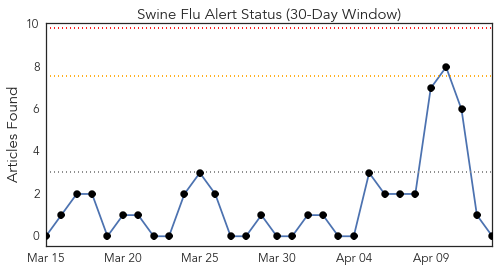 Swine Flu Alert Status (30-Day Window)
Articles Found
10
8
6
4
2
0
Mar 15
Mar 20
Mar 25
Mar 30
Apr 04
Apr 09